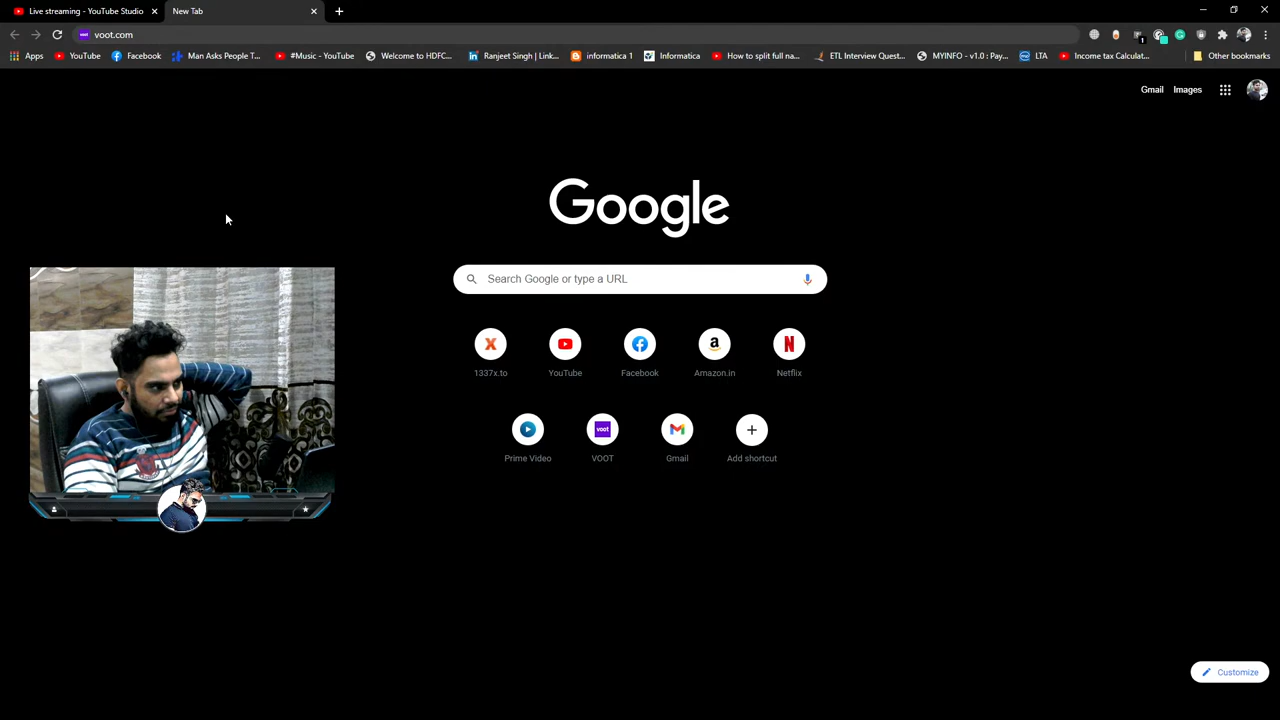 Live streaming - YouTube Studio
New Tab
voot.com
Apps
YouTube
Facebook
Man Asks People T...
#Music - YouTube
Welcome to HDFC...
Ranjeet Singh | Link...
informatica 1
Informatica
How to split full na...
ETL Interview Quest...
MYINFO - v1.0 : Pay...
LTA
Income tax Calculat...
Other bookmarks
Gmail
Images
Google
Search Google or type a URL
1337x.to
YouTube
Facebook
Amazon.in
Netflix
voot
Prime Video
VOOT
Gmail
Add shortcut
Customize